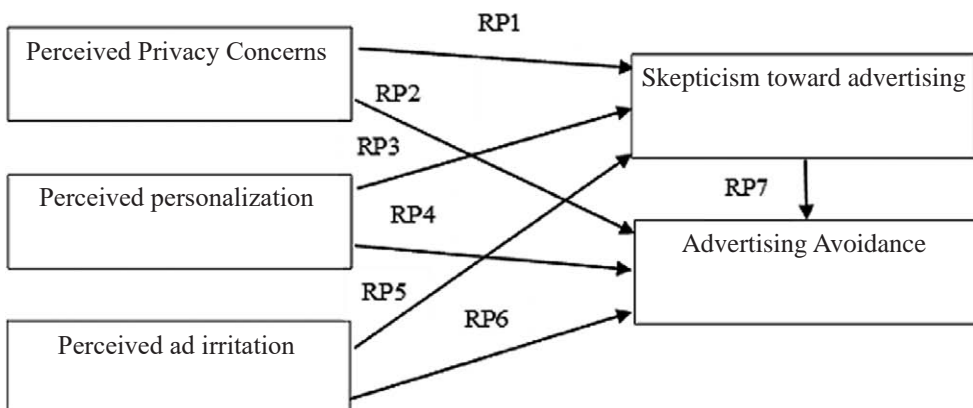 RP1
Perceived Privacy Concerns
Skepticism toward advertising
RP2
RP3
Perceived personalization
RP7
RP4
Advertising Avoidance
RP5
RP6
Perceived ad irritation